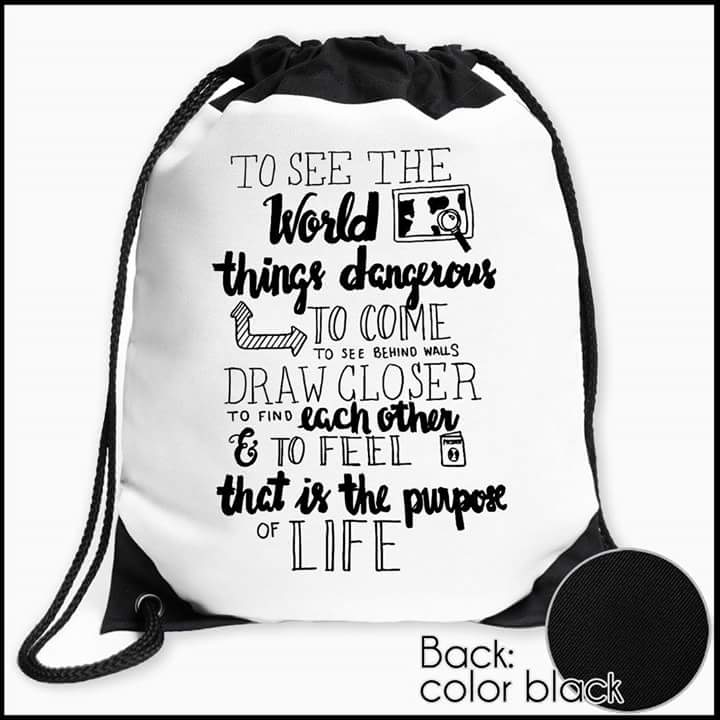 TO SEE THE
World
things dangerous
TO COME
TO SEE BEHIND WALLS
DRAW CLOSER
TO FIND each other
& TO FEEL
that is the purpose
OF LIFE
Back:
color black